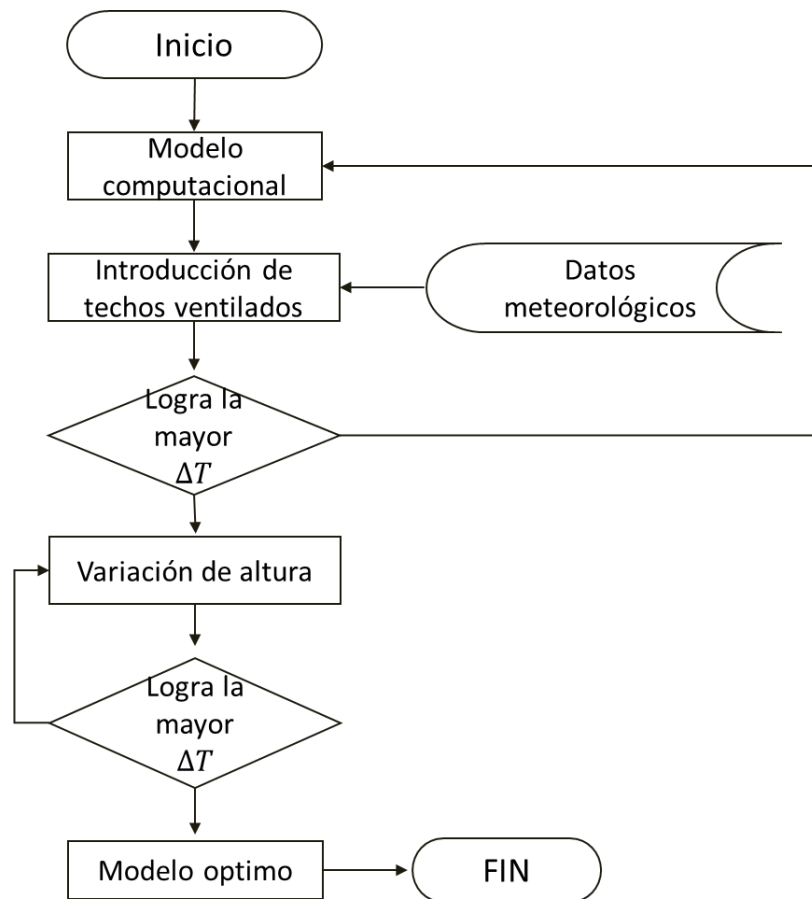 Inicio
Modelo
computacional
Introducción de
techos ventilados
Datos
meteorológicos
Logra la
mayor
ΔT
Variación de altura
Logra la
mayor
ΔT
Modelo optimo
FIN